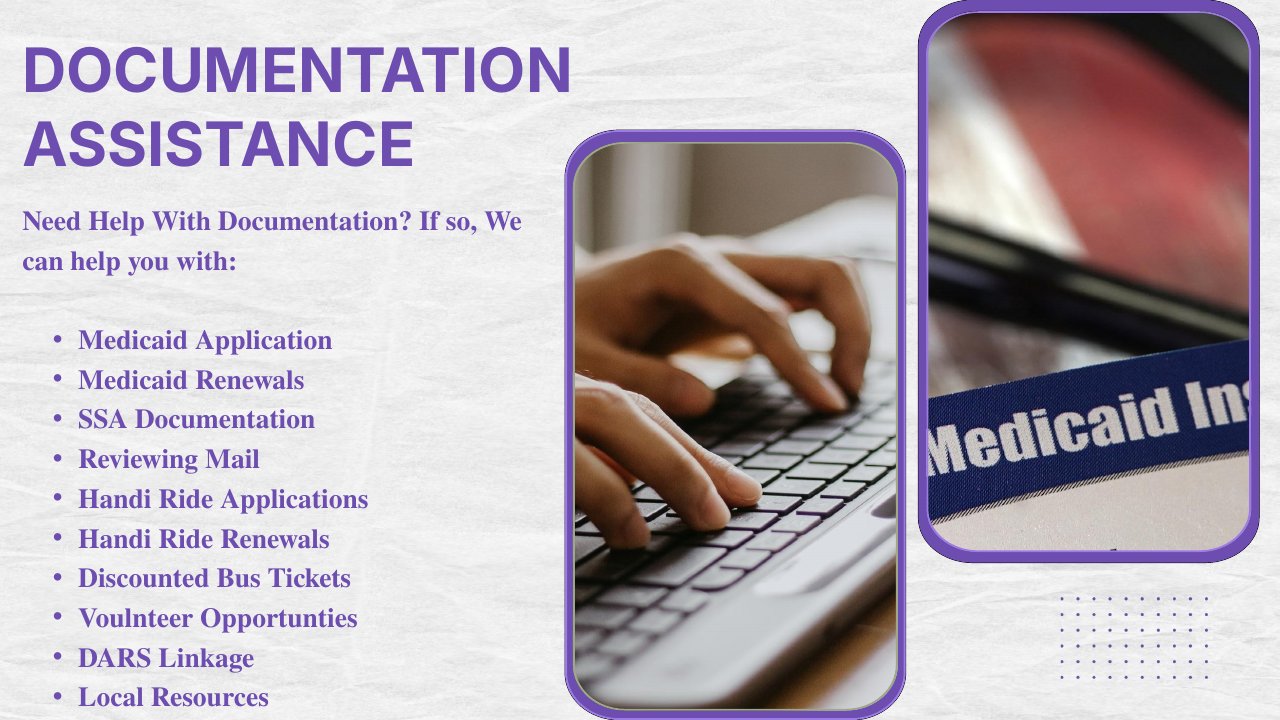 DOCUMENTATION
ASSISTANCE
Need Help With Documentation? If so, We
can help you with:
• Medicaid Application
• Medicaid Renewals
• SSA Documentation
• Reviewing Mail
• Handi Ride Applications
• Handi Ride Renewals
• Discounted Bus Tickets
• Voulnteer Opportunties
• DARS Linkage
• Local Resources
Medicaid Ins